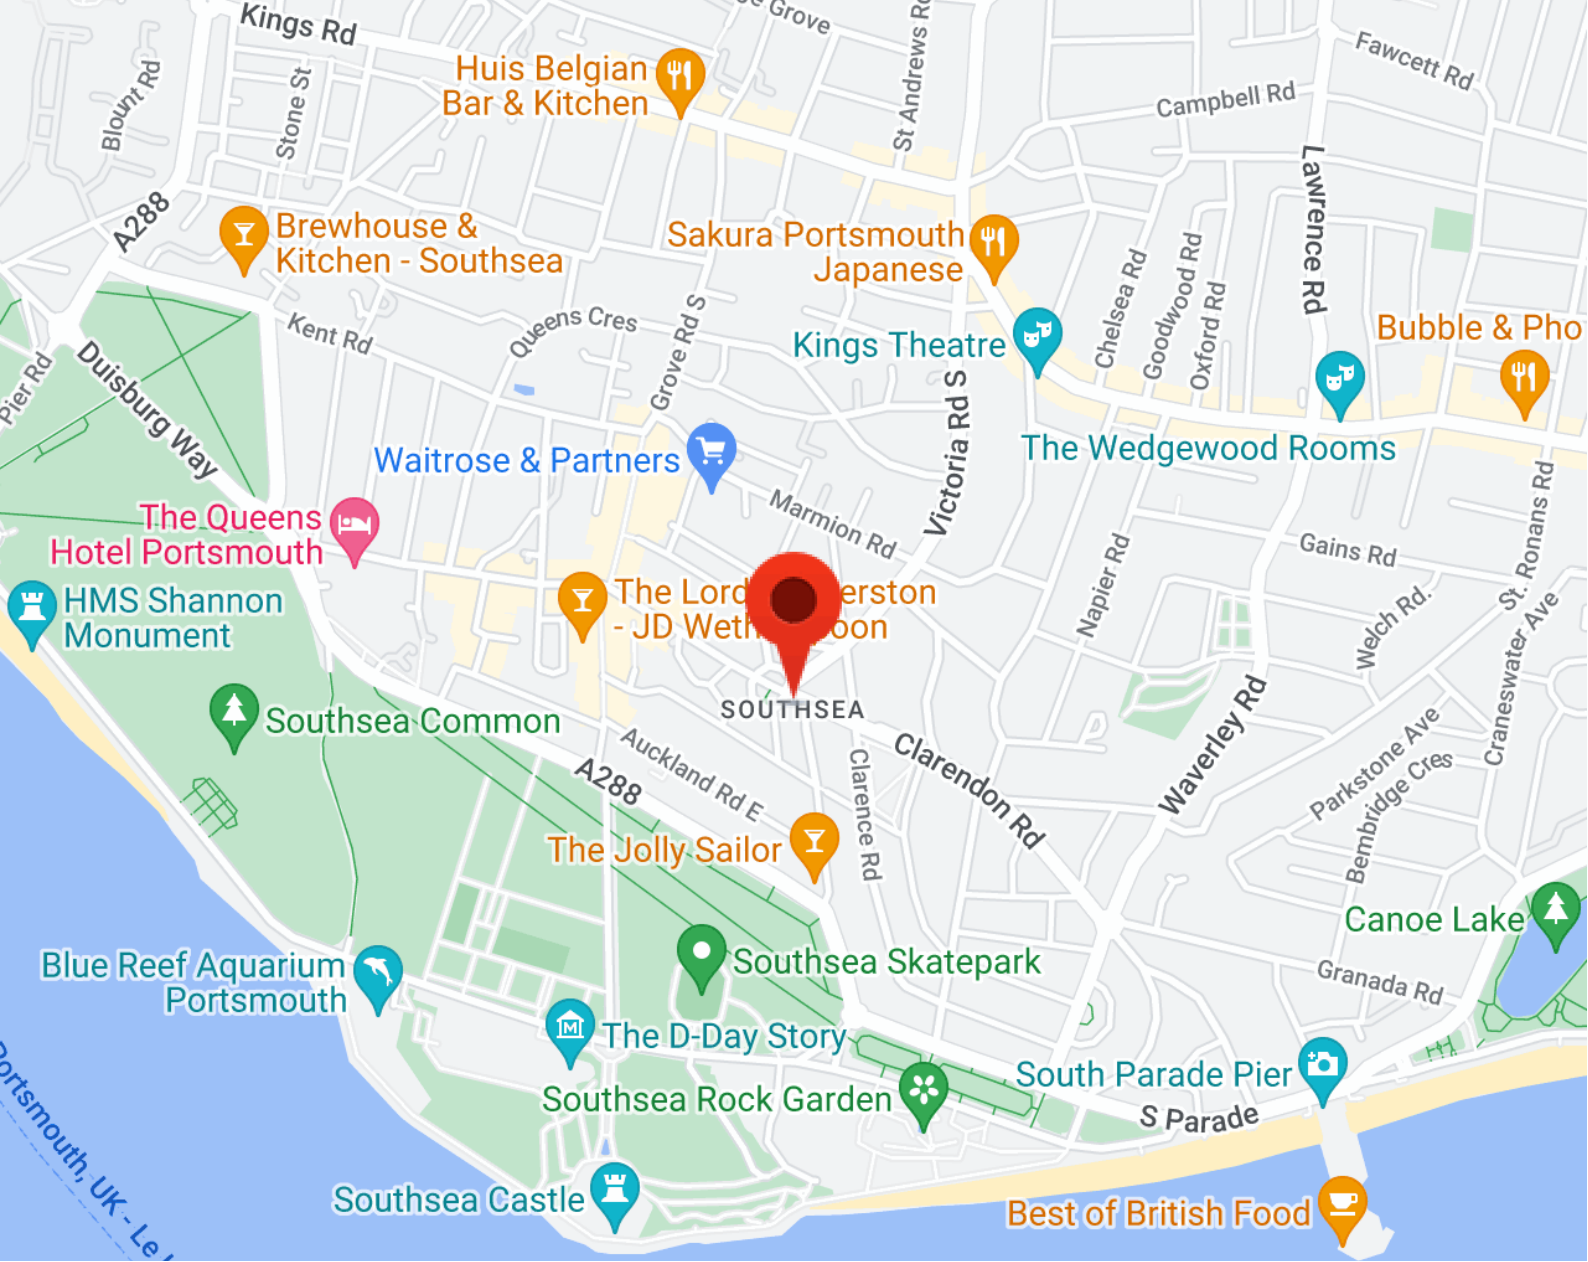 Kings Rd
Grove
St Andrews Rd
Fawcett Rd
Blount Rd
Stone St
Huis Belgian
Bar & Kitchen
Campbell Rd
Lawrence Rd
A288
Brewhouse &
Kitchen - Southsea
Sakura Portsmouth
Japanese
Chelsea Rd
Goodwood Rd
Oxford Rd
Kent Rd
Queens Cres
Grove Rd S
Kings Theatre
Bubble & Pho
Pier Rd
Duisburg Way
Victoria Rd S
The Wedgewood Rooms
Waitrose & Partners
Marmion Rd
The Queens
Hotel Portsmouth
Napier Rd
Gains Rd
St. Ronans Rd
HMS Shannon
Monument
The Lord erston
- JD Weth oon
Welch Rd.
Craneswater Ave
Southsea Common
SOUTHSEA
Auckland Rd E
A288
Clarence Rd
Clarendon Rd
Waverley Rd
Parkstone Ave
Bembridge Cres
The Jolly Sailor
Canoe Lake
Blue Reef Aquarium
Portsmouth
Southsea Skatepark
Granada Rd
The D-Day Story
Southsea Rock Garden
South Parade Pier
S Parade
Portsmouth, UK - Le
Southsea Castle
Best of British Food